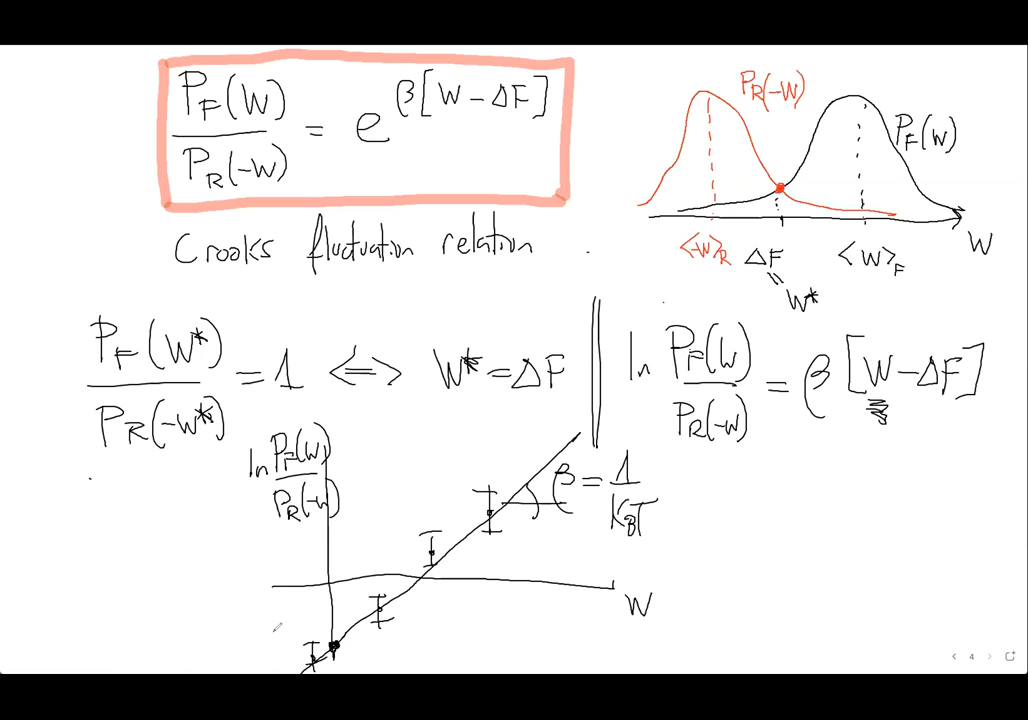 P_F(W) / P_R(-W) = e^{β[W - ΔF]}
Crooks fluctuation relation
P_R(-W)
P_F(W)
W
<-W>_R
ΔF
<W>_F
=
W*
P_F(W*) / P_R(-W*) = 1 <=> W* = ΔF
ln P_F(W) / P_R(-W) = β[W - ΔF]
ln P_F(W) / P_R(-W)
β = 1 / K_BT
W
< 4 >